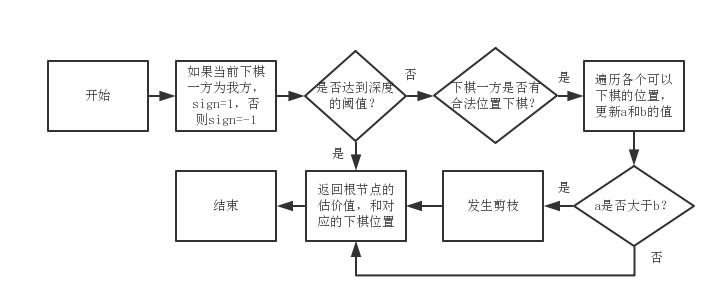 开始
如果当前下棋
一方为我方，
sign=1，否
则sign=-1
是否达到深度
的阈值？
否
下棋一方是否有
合法位置下棋？
是
遍历各个可以
下棋的位置，
更新a和b的值
是
结束
返回根节点的
估价值，和对
应的下棋位置
发生剪枝
是
a是否大于b？
否